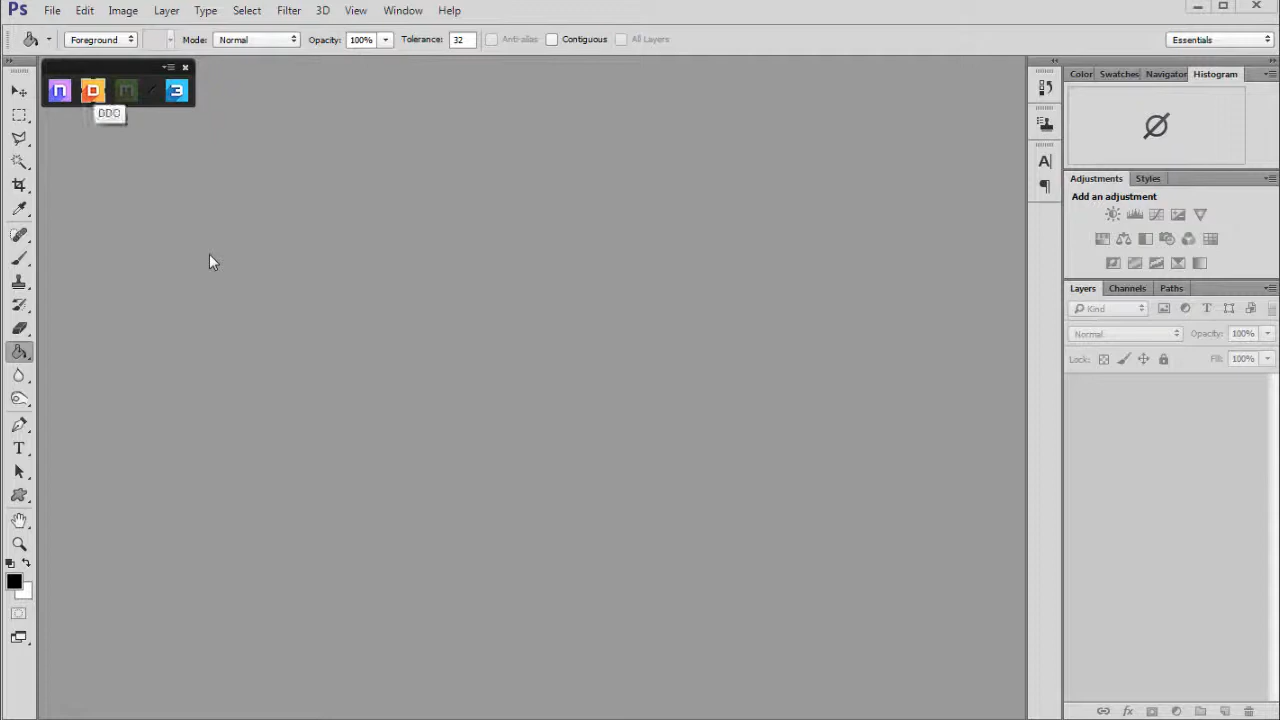 Ps File Edit Image Layer Type Select Filter 3D View Window Help
Foreground Mode: Normal Opacity: 100% Tolerance: 32 Anti-alias Contiguous All Layers Essentials
n D m 3
DDO
Color Swatches Navigator Histogram
Adjustments Styles
Add an adjustment
Layers Channels Paths
Kind
Normal Opacity: 100%
Lock: Fill: 100%